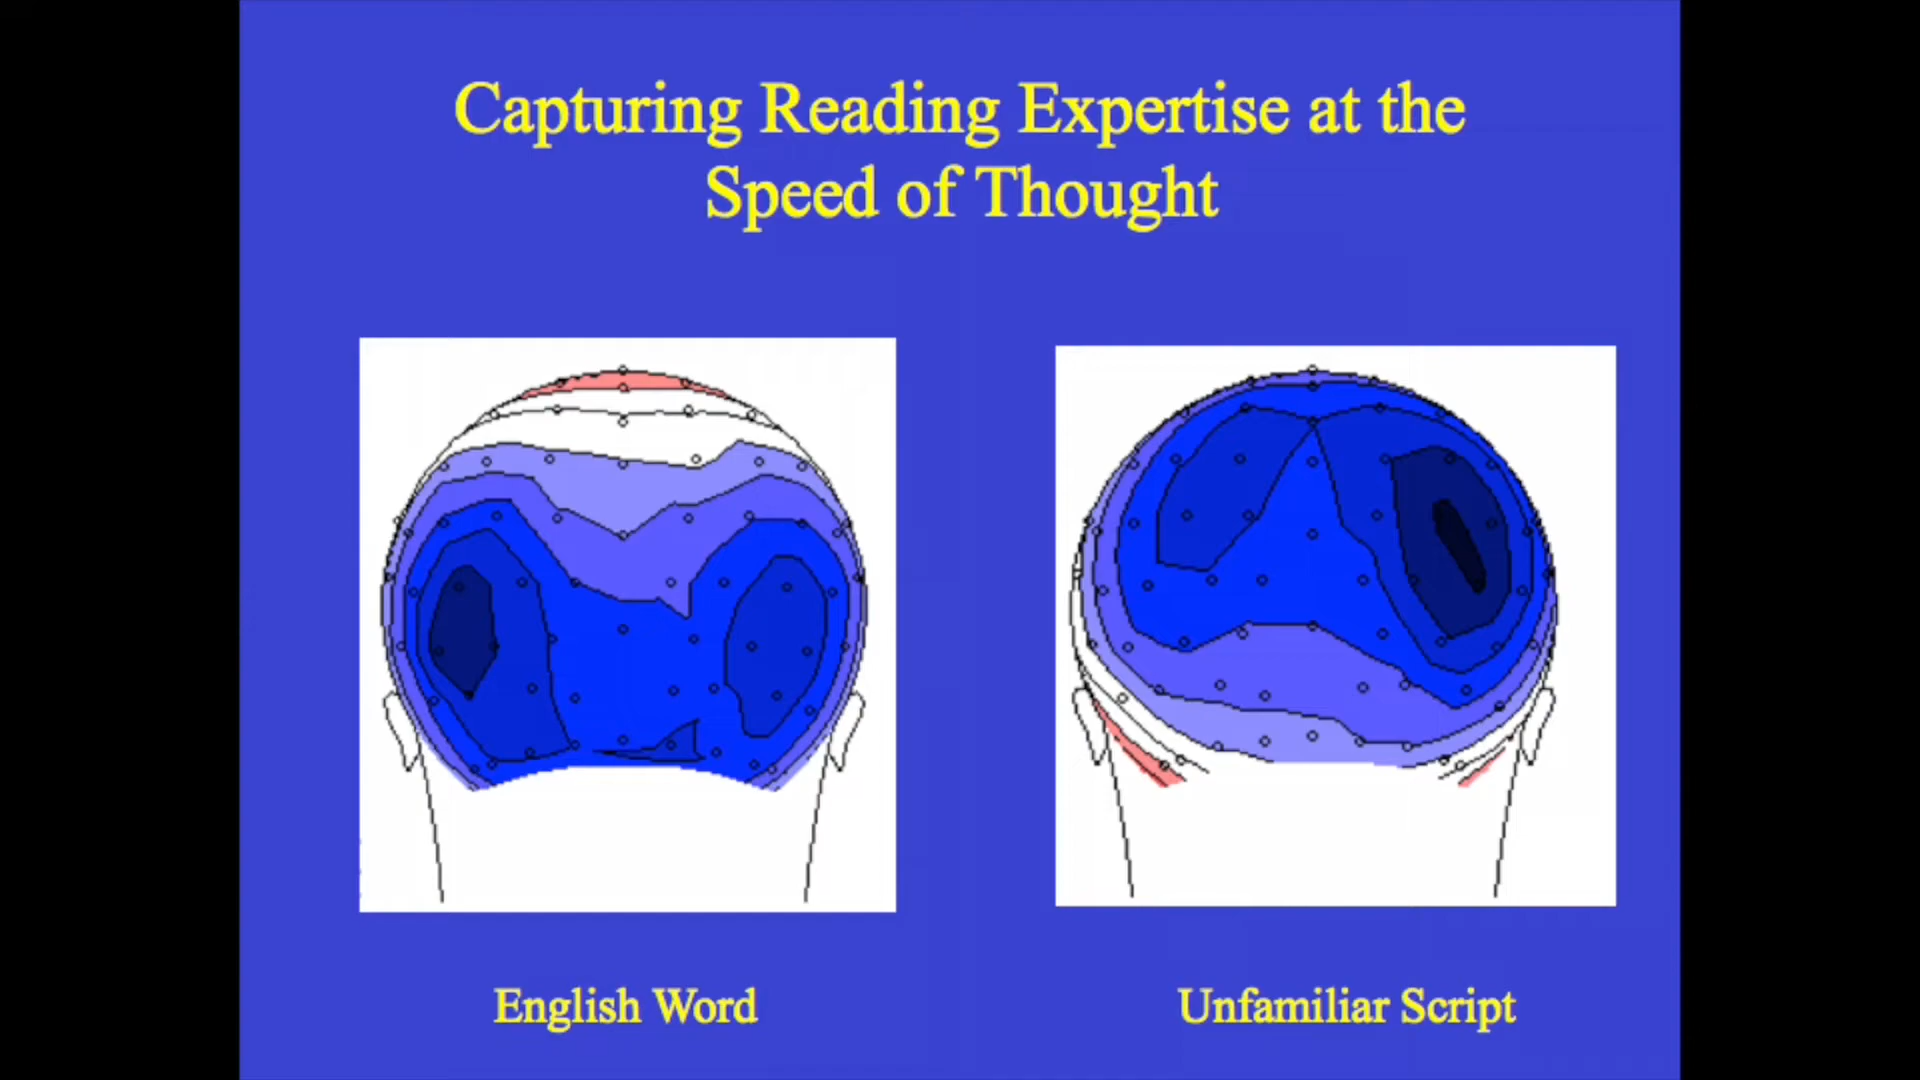 Capturing Reading Expertise at the
Speed of Thought
English Word
Unfamiliar Script